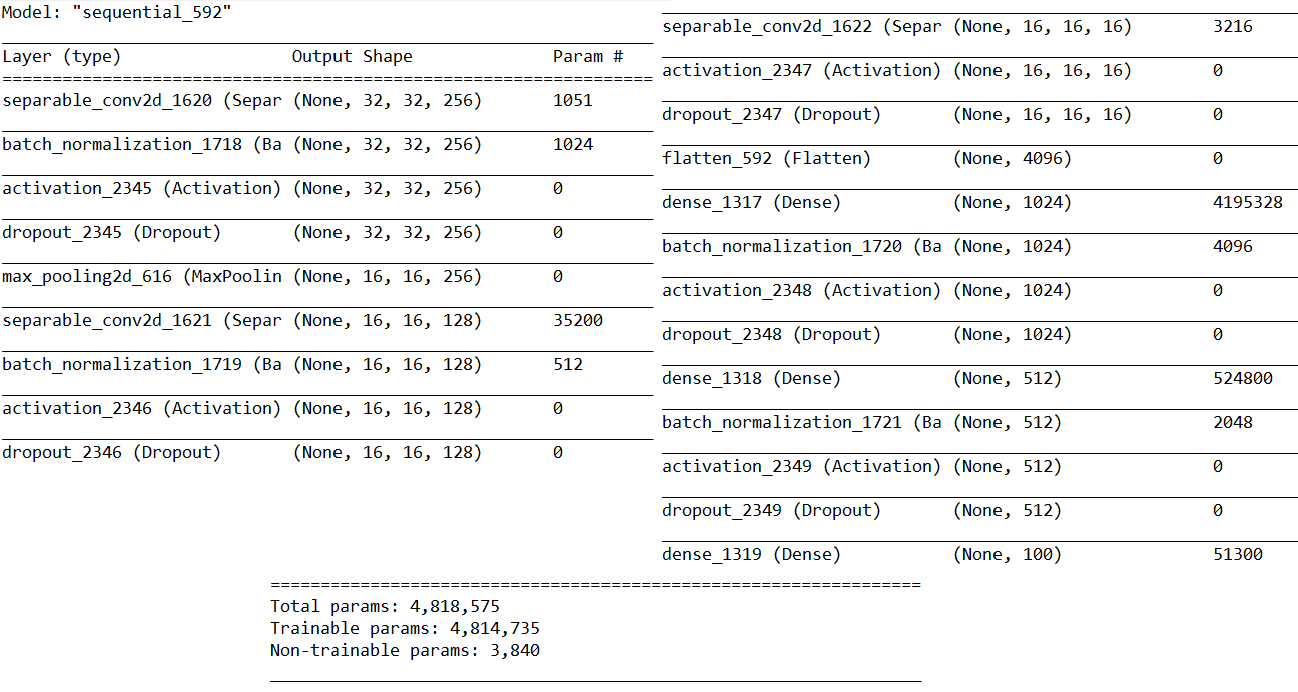 Model: "sequential_592"
Layer (type) Output Shape Param #
=================================================================
separable_conv2d_1620 (Separ (None, 32, 32, 256) 1051
batch_normalization_1718 (Ba (None, 32, 32, 256) 1024
activation_2345 (Activation) (None, 32, 32, 256) 0
dropout_2345 (Dropout) (None, 32, 32, 256) 0
max_pooling2d_616 (MaxPoolin (None, 16, 16, 256) 0
separable_conv2d_1621 (Separ (None, 16, 16, 128) 35200
batch_normalization_1719 (Ba (None, 16, 16, 128) 512
activation_2346 (Activation) (None, 16, 16, 128) 0
dropout_2346 (Dropout) (None, 16, 16, 128) 0
separable_conv2d_1622 (Separ (None, 16, 16, 16) 3216
activation_2347 (Activation) (None, 16, 16, 16) 0
dropout_2347 (Dropout) (None, 16, 16, 16) 0
flatten_592 (Flatten) (None, 4096) 0
dense_1317 (Dense) (None, 1024) 4195328
batch_normalization_1720 (Ba (None, 1024) 4096
activation_2348 (Activation) (None, 1024) 0
dropout_2348 (Dropout) (None, 1024) 0
dense_1318 (Dense) (None, 512) 524800
batch_normalization_1721 (Ba (None, 512) 2048
activation_2349 (Activation) (None, 512) 0
dropout_2349 (Dropout) (None, 512) 0
dense_1319 (Dense) (None, 100) 51300
=================================================================
Total params: 4,818,575
Trainable params: 4,814,735
Non-trainable params: 3,840